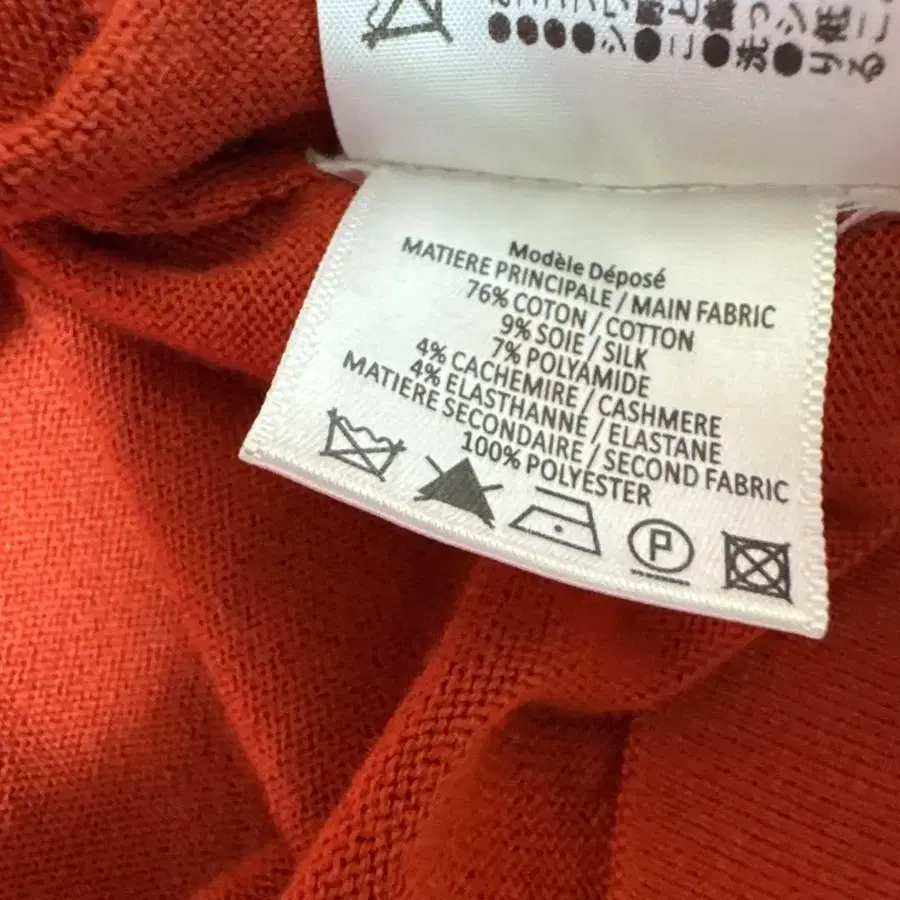 Modèle Déposé
MATIERE PRINCIPALE / MAIN FABRIC
76% COTON / COTTON
9% SOIE / SILK
7% POLYAMIDE
4% CACHEMIRE / CASHMERE
4% ELASTHANNE / ELASTANE
MATIERE SECONDAIRE / SECOND FABRIC
100% POLYESTER
P